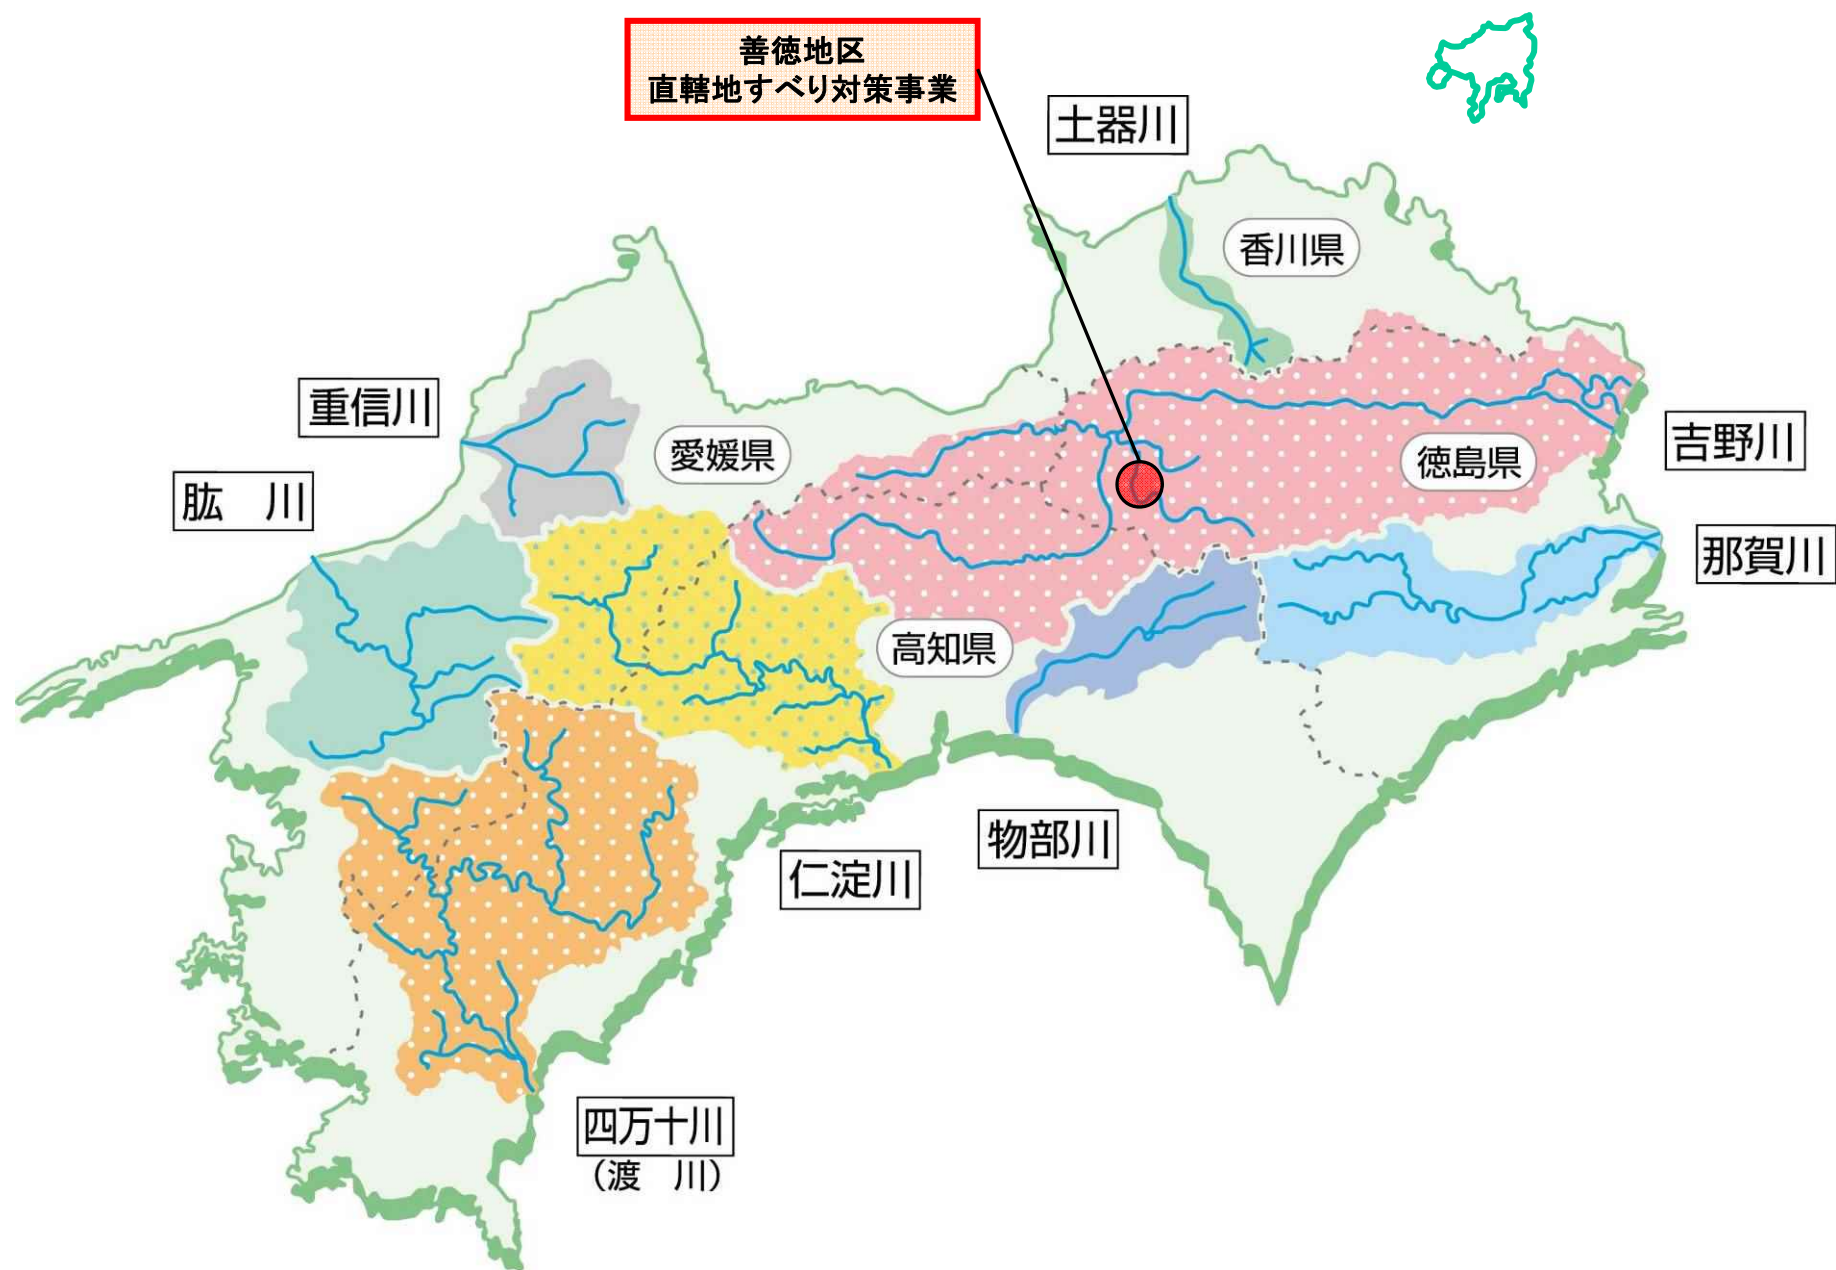 善徳地区
直轄地すべり対策事業
土器川
香川県
重信川
愛媛県
吉野川
徳島県
肱　川
那賀川
高知県
物部川
仁淀川
四万十川
（渡　川）